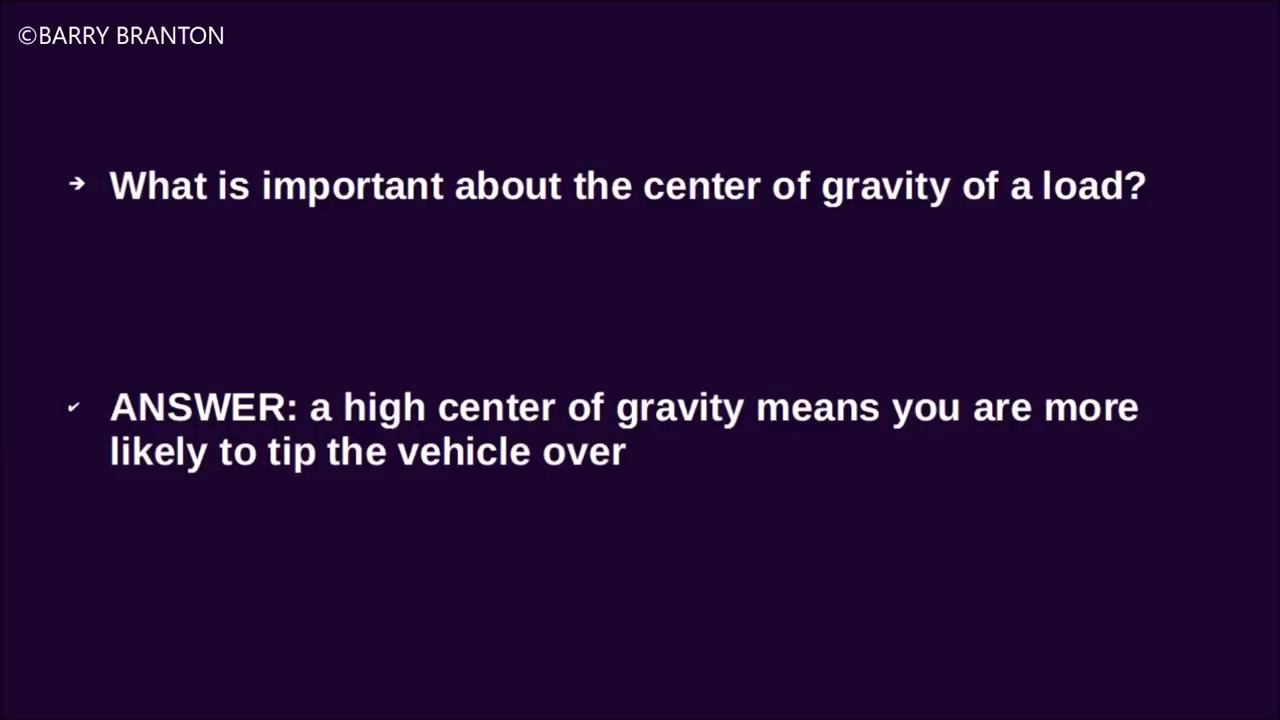 ©BARRY BRANTON
➔ What is important about the center of gravity of a load?
✔ ANSWER: a high center of gravity means you are more
likely to tip the vehicle over